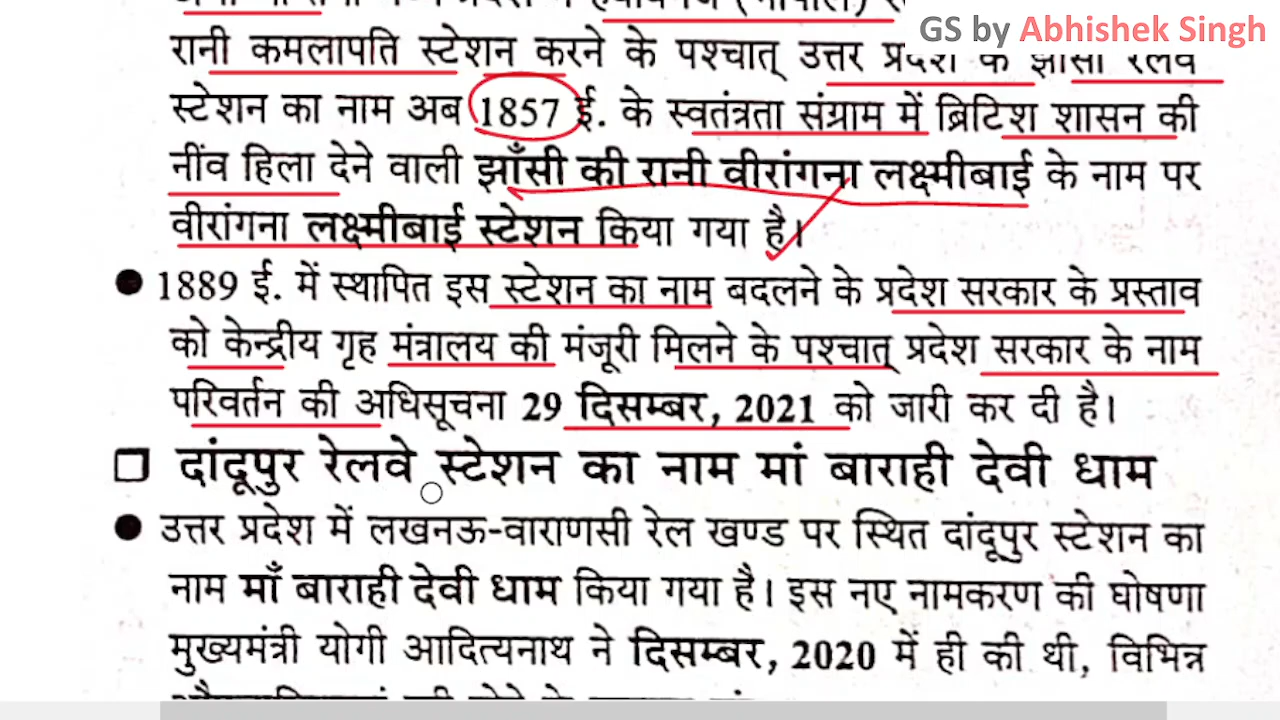 GS by Abhishek Singh
रानी कमलापति स्टेशन करने के पश्चात् उत्तर प्रदेश के झाँसी रेलवे
स्टेशन का नाम अब 1857 ई. के स्वतंत्रता संग्राम में ब्रिटिश शासन की
नींव हिला देने वाली झाँसी की रानी वीरांगना लक्ष्मीबाई के नाम पर
वीरांगना लक्ष्मीबाई स्टेशन किया गया है।
● 1889 ई. में स्थापित इस स्टेशन का नाम बदलने के प्रदेश सरकार के प्रस्ताव
को केन्द्रीय गृह मंत्रालय की मंजूरी मिलने के पश्चात् प्रदेश सरकार के नाम
परिवर्तन की अधिसूचना 29 दिसम्बर, 2021 को जारी कर दी है।
□ दांदूपुर रेलवे स्टेशन का नाम मां बाराही देवी धाम
● उत्तर प्रदेश में लखनऊ-वाराणसी रेल खण्ड पर स्थित दांदूपुर स्टेशन का
नाम माँ बाराही देवी धाम किया गया है। इस नए नामकरण की घोषणा
मुख्यमंत्री योगी आदित्यनाथ ने दिसम्बर, 2020 में ही की थी, विभिन्न